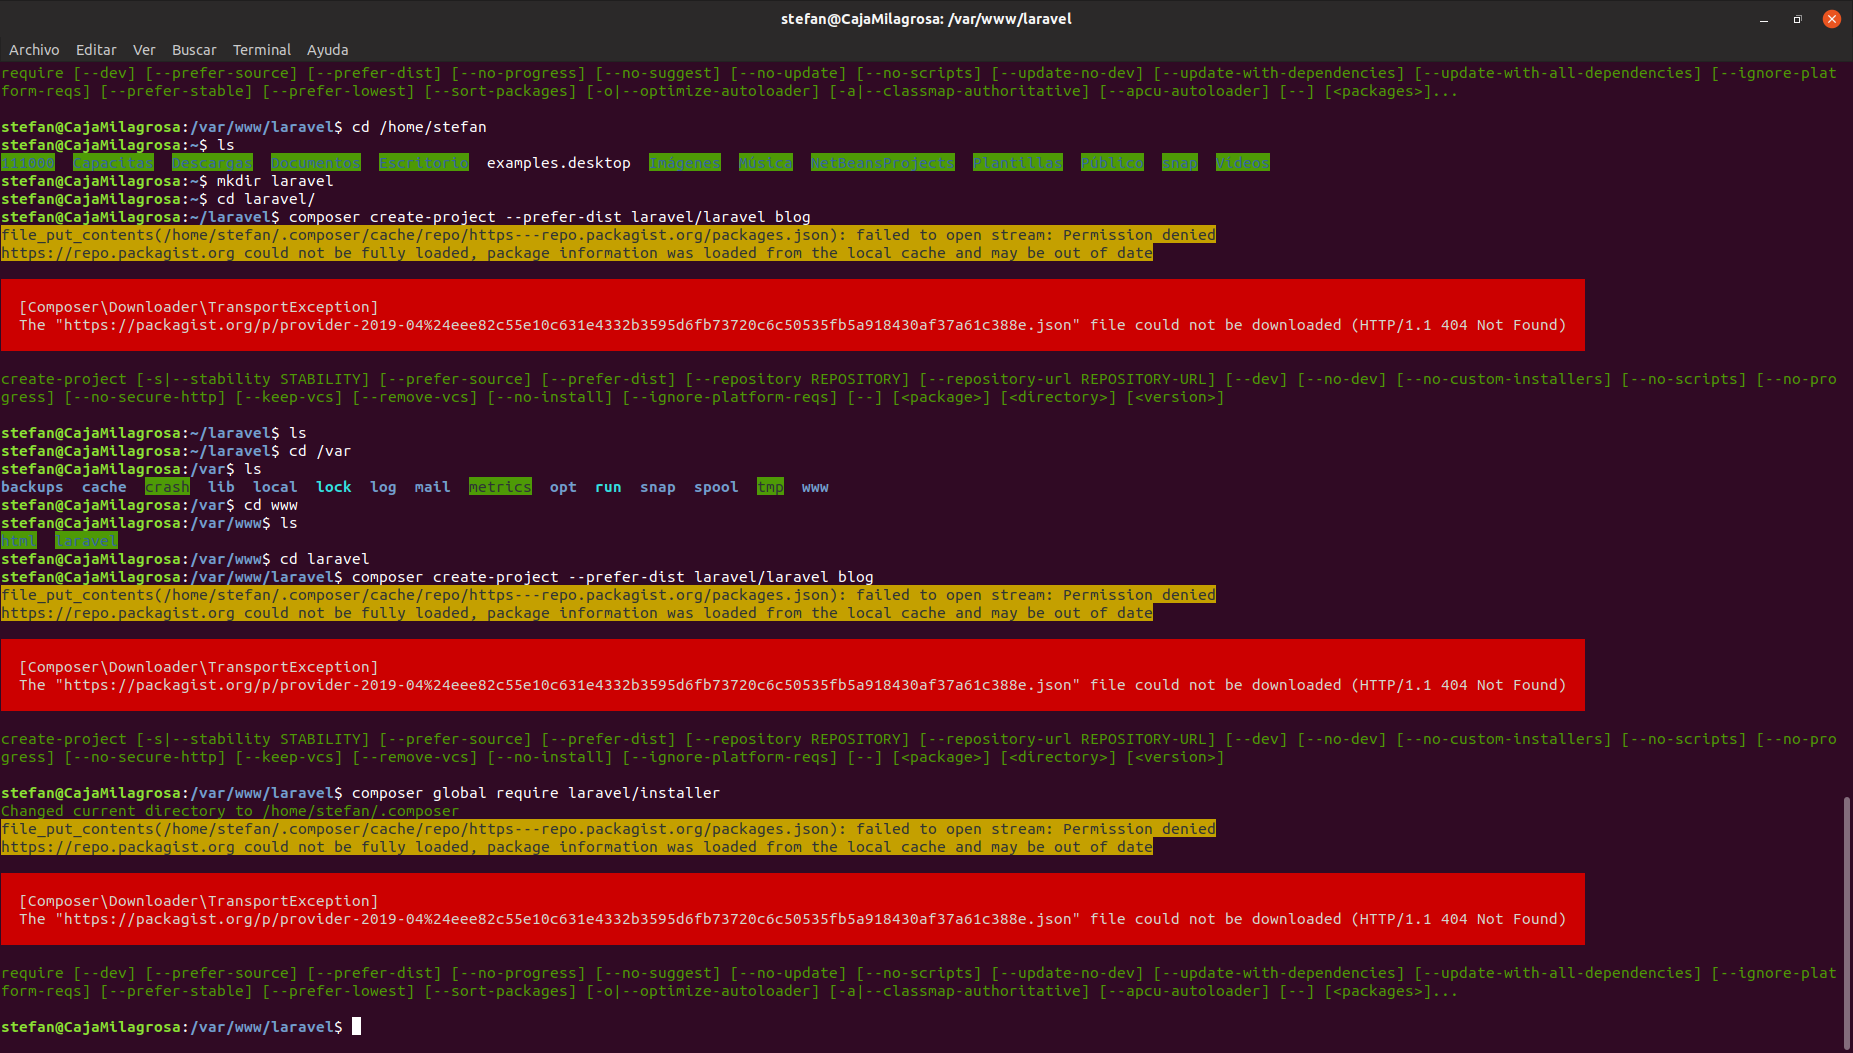 stefan@CajaMilagrosa: /var/www/laravel
Archivo Editar Ver Buscar Terminal Ayuda
require [--dev] [--prefer-source] [--prefer-dist] [--no-progress] [--no-suggest] [--no-update] [--no-scripts] [--update-no-dev] [--update-with-dependencies] [--update-with-all-dependencies] [--ignore-plat
form-reqs] [--prefer-stable] [--prefer-lowest] [--sort-packages] [-o|--optimize-autoloader] [-a|--classmap-authoritative] [--apcu-autoloader] [--] [<packages>]...
stefan@CajaMilagrosa:/var/www/laravel$ cd /home/stefan
stefan@CajaMilagrosa:~$ ls
111000 Capacitas Descargas Documentos Escritorio examples.desktop Imágenes Música NetBeansProjects Plantillas Público snap Vídeos
stefan@CajaMilagrosa:~$ mkdir laravel
stefan@CajaMilagrosa:~$ cd laravel/
stefan@CajaMilagrosa:~/laravel$ composer create-project --prefer-dist laravel/laravel blog
file_put_contents(/home/stefan/.composer/cache/repo/https---repo.packagist.org/packages.json): failed to open stream: Permission denied
https://repo.packagist.org could not be fully loaded, package information was loaded from the local cache and may be out of date
[Composer\Downloader\TransportException]
The "https://packagist.org/p/provider-2019-04%24eee82c55e10c631e4332b3595d6fb73720c6c50535fb5a918430af37a61c388e.json" file could not be downloaded (HTTP/1.1 404 Not Found)
create-project [-s|--stability STABILITY] [--prefer-source] [--prefer-dist] [--repository REPOSITORY] [--repository-url REPOSITORY-URL] [--dev] [--no-dev] [--no-custom-installers] [--no-scripts] [--no-pro
gress] [--no-secure-http] [--keep-vcs] [--remove-vcs] [--no-install] [--ignore-platform-reqs] [--] [<package>] [<directory>] [<version>]
stefan@CajaMilagrosa:~/laravel$ ls
stefan@CajaMilagrosa:~/laravel$ cd /var
stefan@CajaMilagrosa:/var$ ls
backups cache crash lib local lock log mail metrics opt run snap spool tmp www
stefan@CajaMilagrosa:/var$ cd www
stefan@CajaMilagrosa:/var/www$ ls
html laravel
stefan@CajaMilagrosa:/var/www$ cd laravel
stefan@CajaMilagrosa:/var/www/laravel$ composer create-project --prefer-dist laravel/laravel blog
file_put_contents(/home/stefan/.composer/cache/repo/https---repo.packagist.org/packages.json): failed to open stream: Permission denied
https://repo.packagist.org could not be fully loaded, package information was loaded from the local cache and may be out of date
[Composer\Downloader\TransportException]
The "https://packagist.org/p/provider-2019-04%24eee82c55e10c631e4332b3595d6fb73720c6c50535fb5a918430af37a61c388e.json" file could not be downloaded (HTTP/1.1 404 Not Found)
create-project [-s|--stability STABILITY] [--prefer-source] [--prefer-dist] [--repository REPOSITORY] [--repository-url REPOSITORY-URL] [--dev] [--no-dev] [--no-custom-installers] [--no-scripts] [--no-pro
gress] [--no-secure-http] [--keep-vcs] [--remove-vcs] [--no-install] [--ignore-platform-reqs] [--] [<package>] [<directory>] [<version>]
stefan@CajaMilagrosa:/var/www/laravel$ composer global require laravel/installer
Changed current directory to /home/stefan/.composer
file_put_contents(/home/stefan/.composer/cache/repo/https---repo.packagist.org/packages.json): failed to open stream: Permission denied
https://repo.packagist.org could not be fully loaded, package information was loaded from the local cache and may be out of date
[Composer\Downloader\TransportException]
The "https://packagist.org/p/provider-2019-04%24eee82c55e10c631e4332b3595d6fb73720c6c50535fb5a918430af37a61c388e.json" file could not be downloaded (HTTP/1.1 404 Not Found)
require [--dev] [--prefer-source] [--prefer-dist] [--no-progress] [--no-suggest] [--no-update] [--no-scripts] [--update-no-dev] [--update-with-dependencies] [--update-with-all-dependencies] [--ignore-plat
form-reqs] [--prefer-stable] [--prefer-lowest] [--sort-packages] [-o|--optimize-autoloader] [-a|--classmap-authoritative] [--apcu-autoloader] [--] [<packages>]...
stefan@CajaMilagrosa:/var/www/laravel$